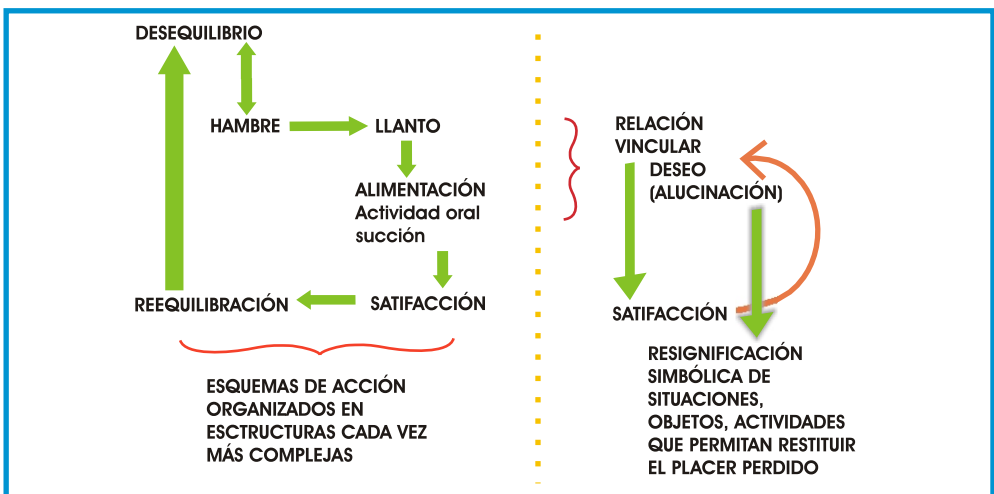 DESEQUILIBRIO
HAMBRE
LLANTO
ALIMENTACIÓN
Actividad oral
succión
REEQUILIBRACIÓN
SATIFACCIÓN
ESQUEMAS DE ACCIÓN
ORGANIZADOS EN
ESCTRUCTURAS CADA VEZ
MÁS COMPLEJAS
RELACIÓN
VINCULAR
DESEO
(ALUCINACIÓN)
SATIFACCIÓN
RESIGNIFICACIÓN
SIMBÓLICA DE
SITUACIONES,
OBJETOS, ACTIVIDADES
QUE PERMITAN RESTITUIR
EL PLACER PERDIDO